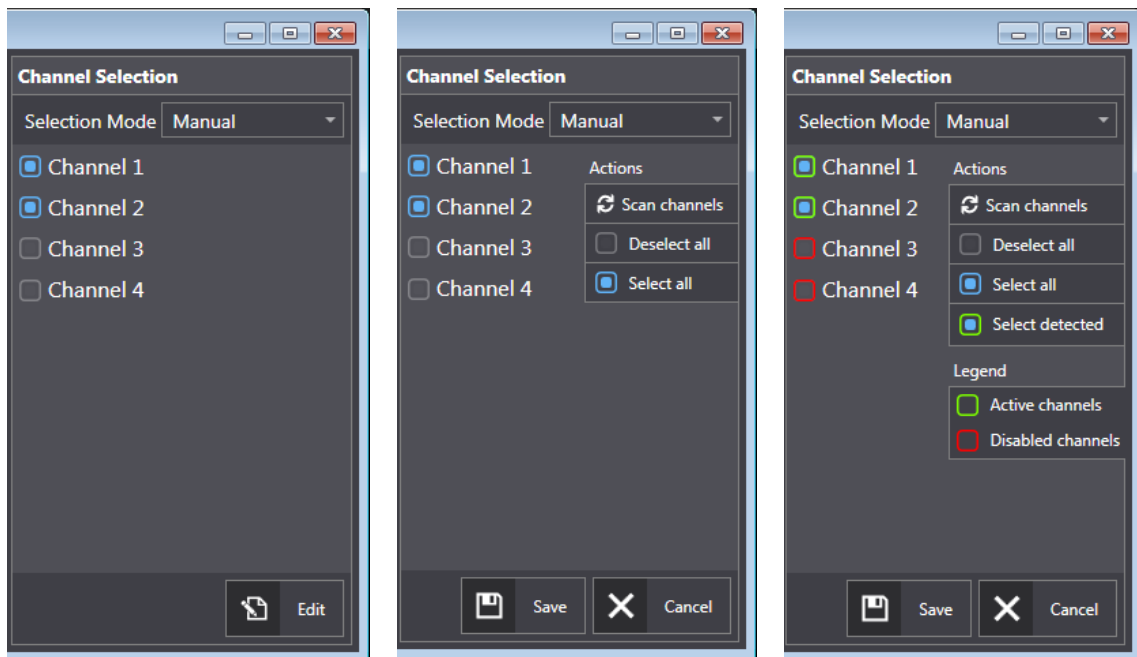 Channel Selection
Selection Mode Manual
Channel 1
Channel 2
Channel 3
Channel 4
Edit
Channel Selection
Selection Mode Manual
Channel 1
Channel 2
Channel 3
Channel 4
Actions
Scan channels
Deselect all
Select all
Save
Cancel
Channel Selection
Selection Mode Manual
Channel 1
Channel 2
Channel 3
Channel 4
Actions
Scan channels
Deselect all
Select all
Select detected
Legend
Active channels
Disabled channels
Save
Cancel